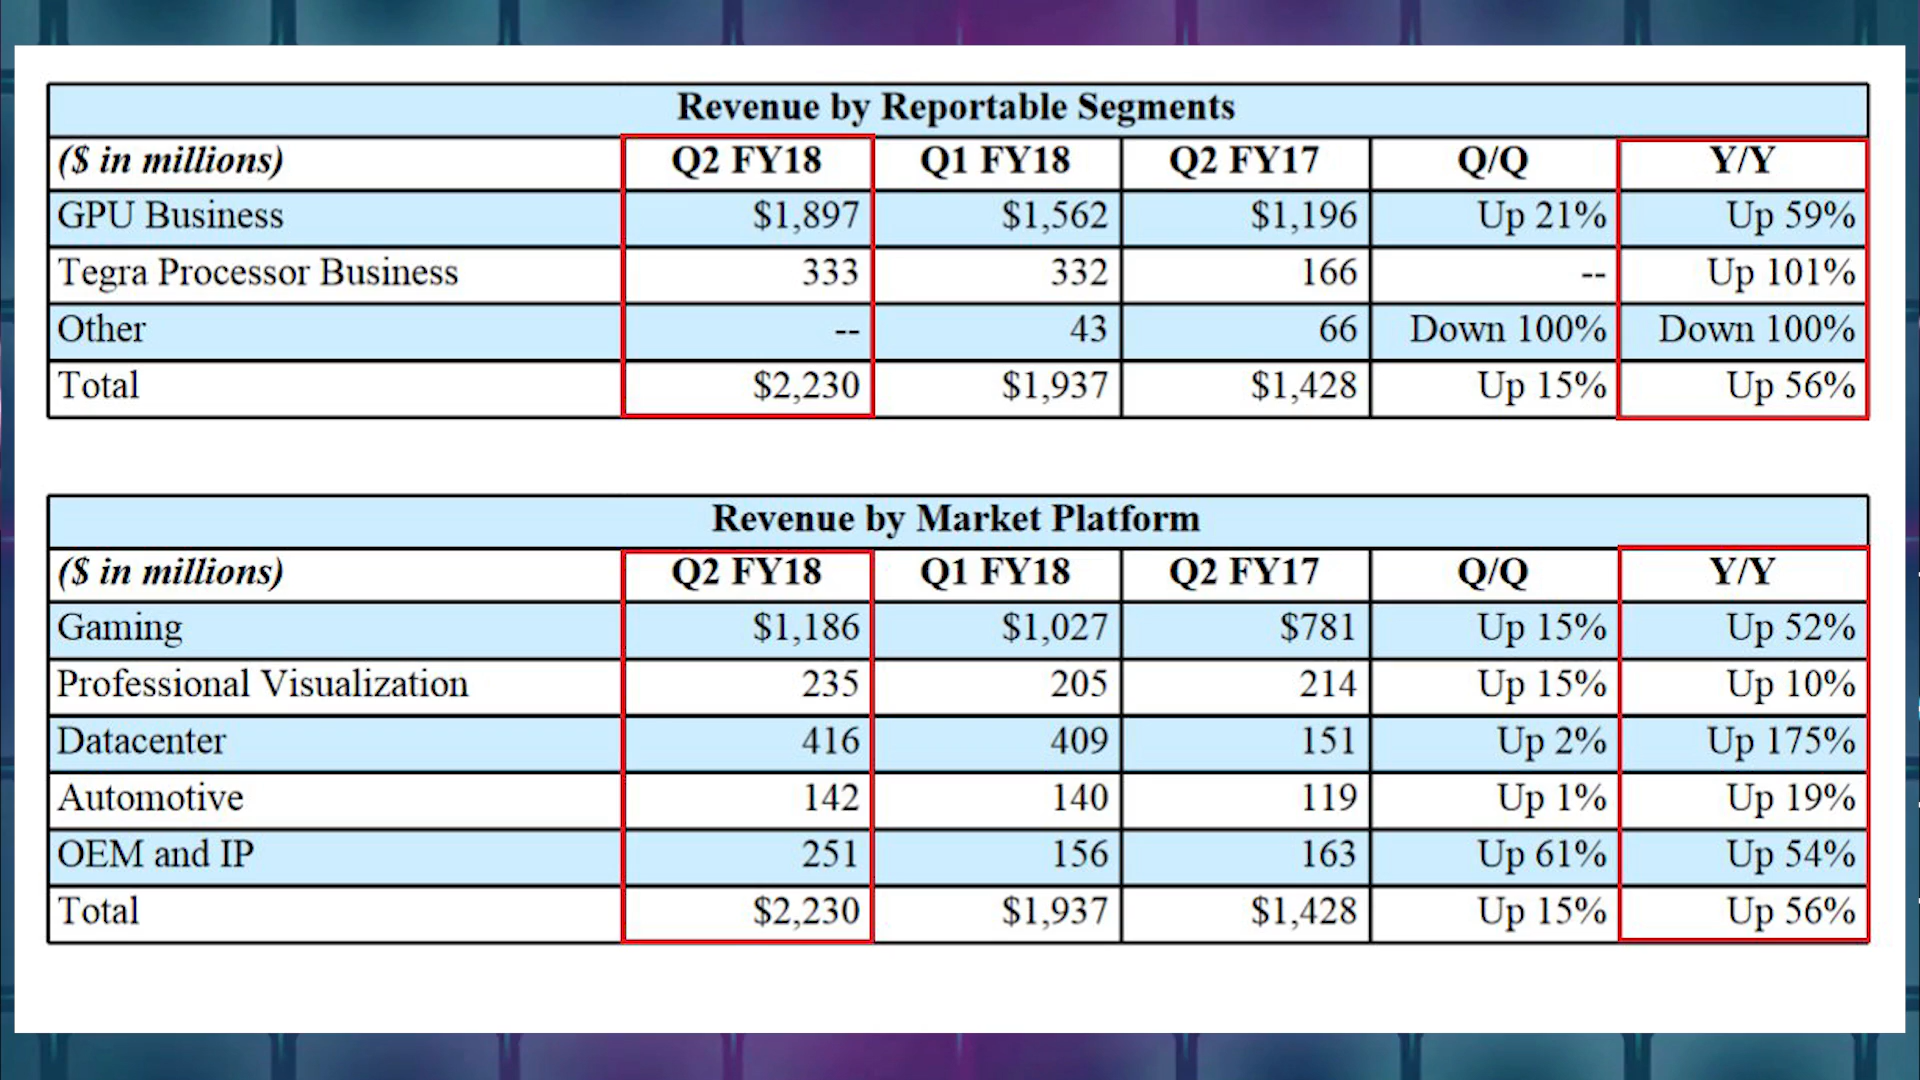 Revenue by Reportable Segments
($ in millions) Q2 FY18 Q1 FY18 Q2 FY17 Q/Q Y/Y
GPU Business $1,897 $1,562 $1,196 Up 21% Up 59%
Tegra Processor Business 333 332 166 -- Up 101%
Other -- 43 66 Down 100% Down 100%
Total $2,230 $1,937 $1,428 Up 15% Up 56%
Revenue by Market Platform
($ in millions) Q2 FY18 Q1 FY18 Q2 FY17 Q/Q Y/Y
Gaming $1,186 $1,027 $781 Up 15% Up 52%
Professional Visualization 235 205 214 Up 15% Up 10%
Datacenter 416 409 151 Up 2% Up 175%
Automotive 142 140 119 Up 1% Up 19%
OEM and IP 251 156 163 Up 61% Up 54%
Total $2,230 $1,937 $1,428 Up 15% Up 56%